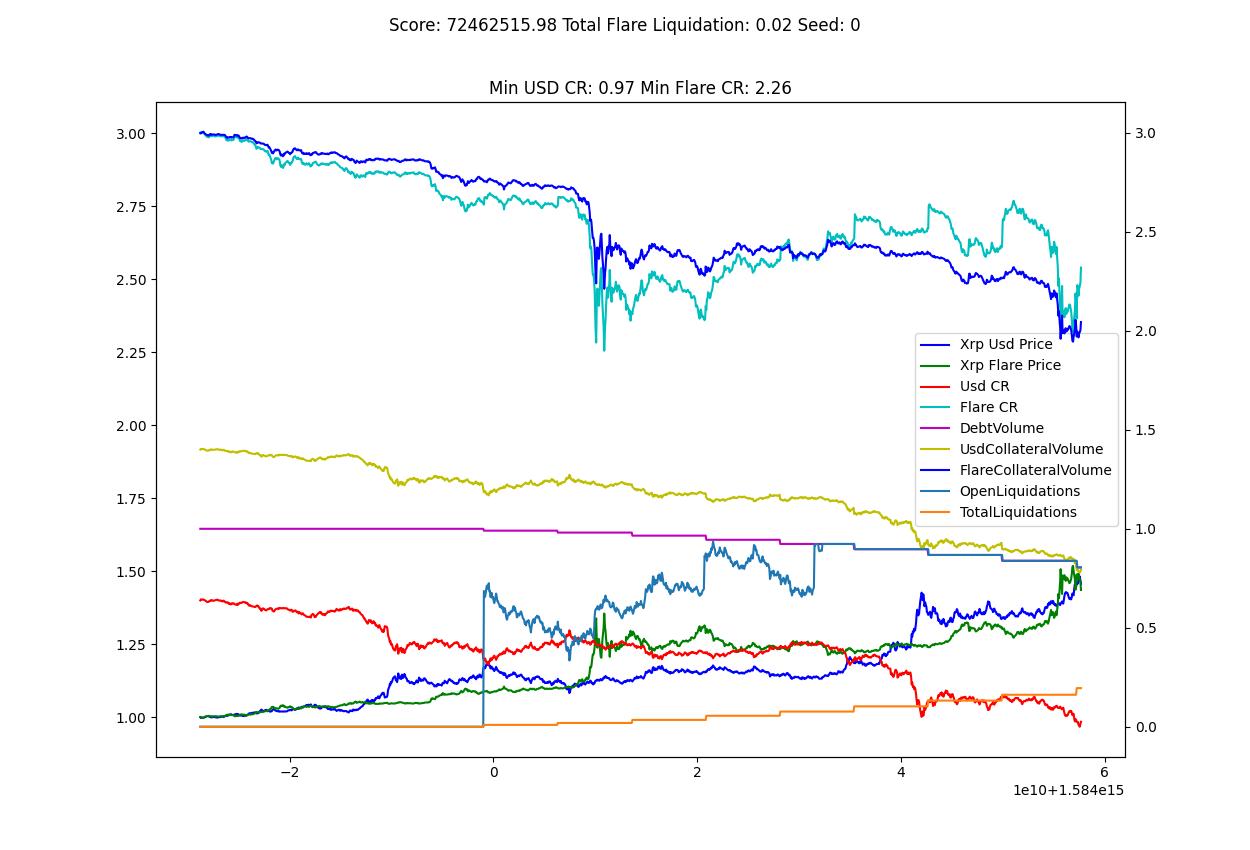 Score: 72462515.98 Total Flare Liquidation: 0.02 Seed: 0
Min USD CR: 0.97 Min Flare CR: 2.26
3.00
2.75
2.50
2.25
2.00
1.75
1.50
1.25
1.00
3.0
2.5
2.0
1.5
1.0
0.5
0.0
Xrp Usd Price
Xrp Flare Price
Usd CR
Flare CR
DebtVolume
UsdCollateralVolume
FlareCollateralVolume
OpenLiquidations
TotalLiquidations
−2 0 2 4 6
1e10+1.584e15